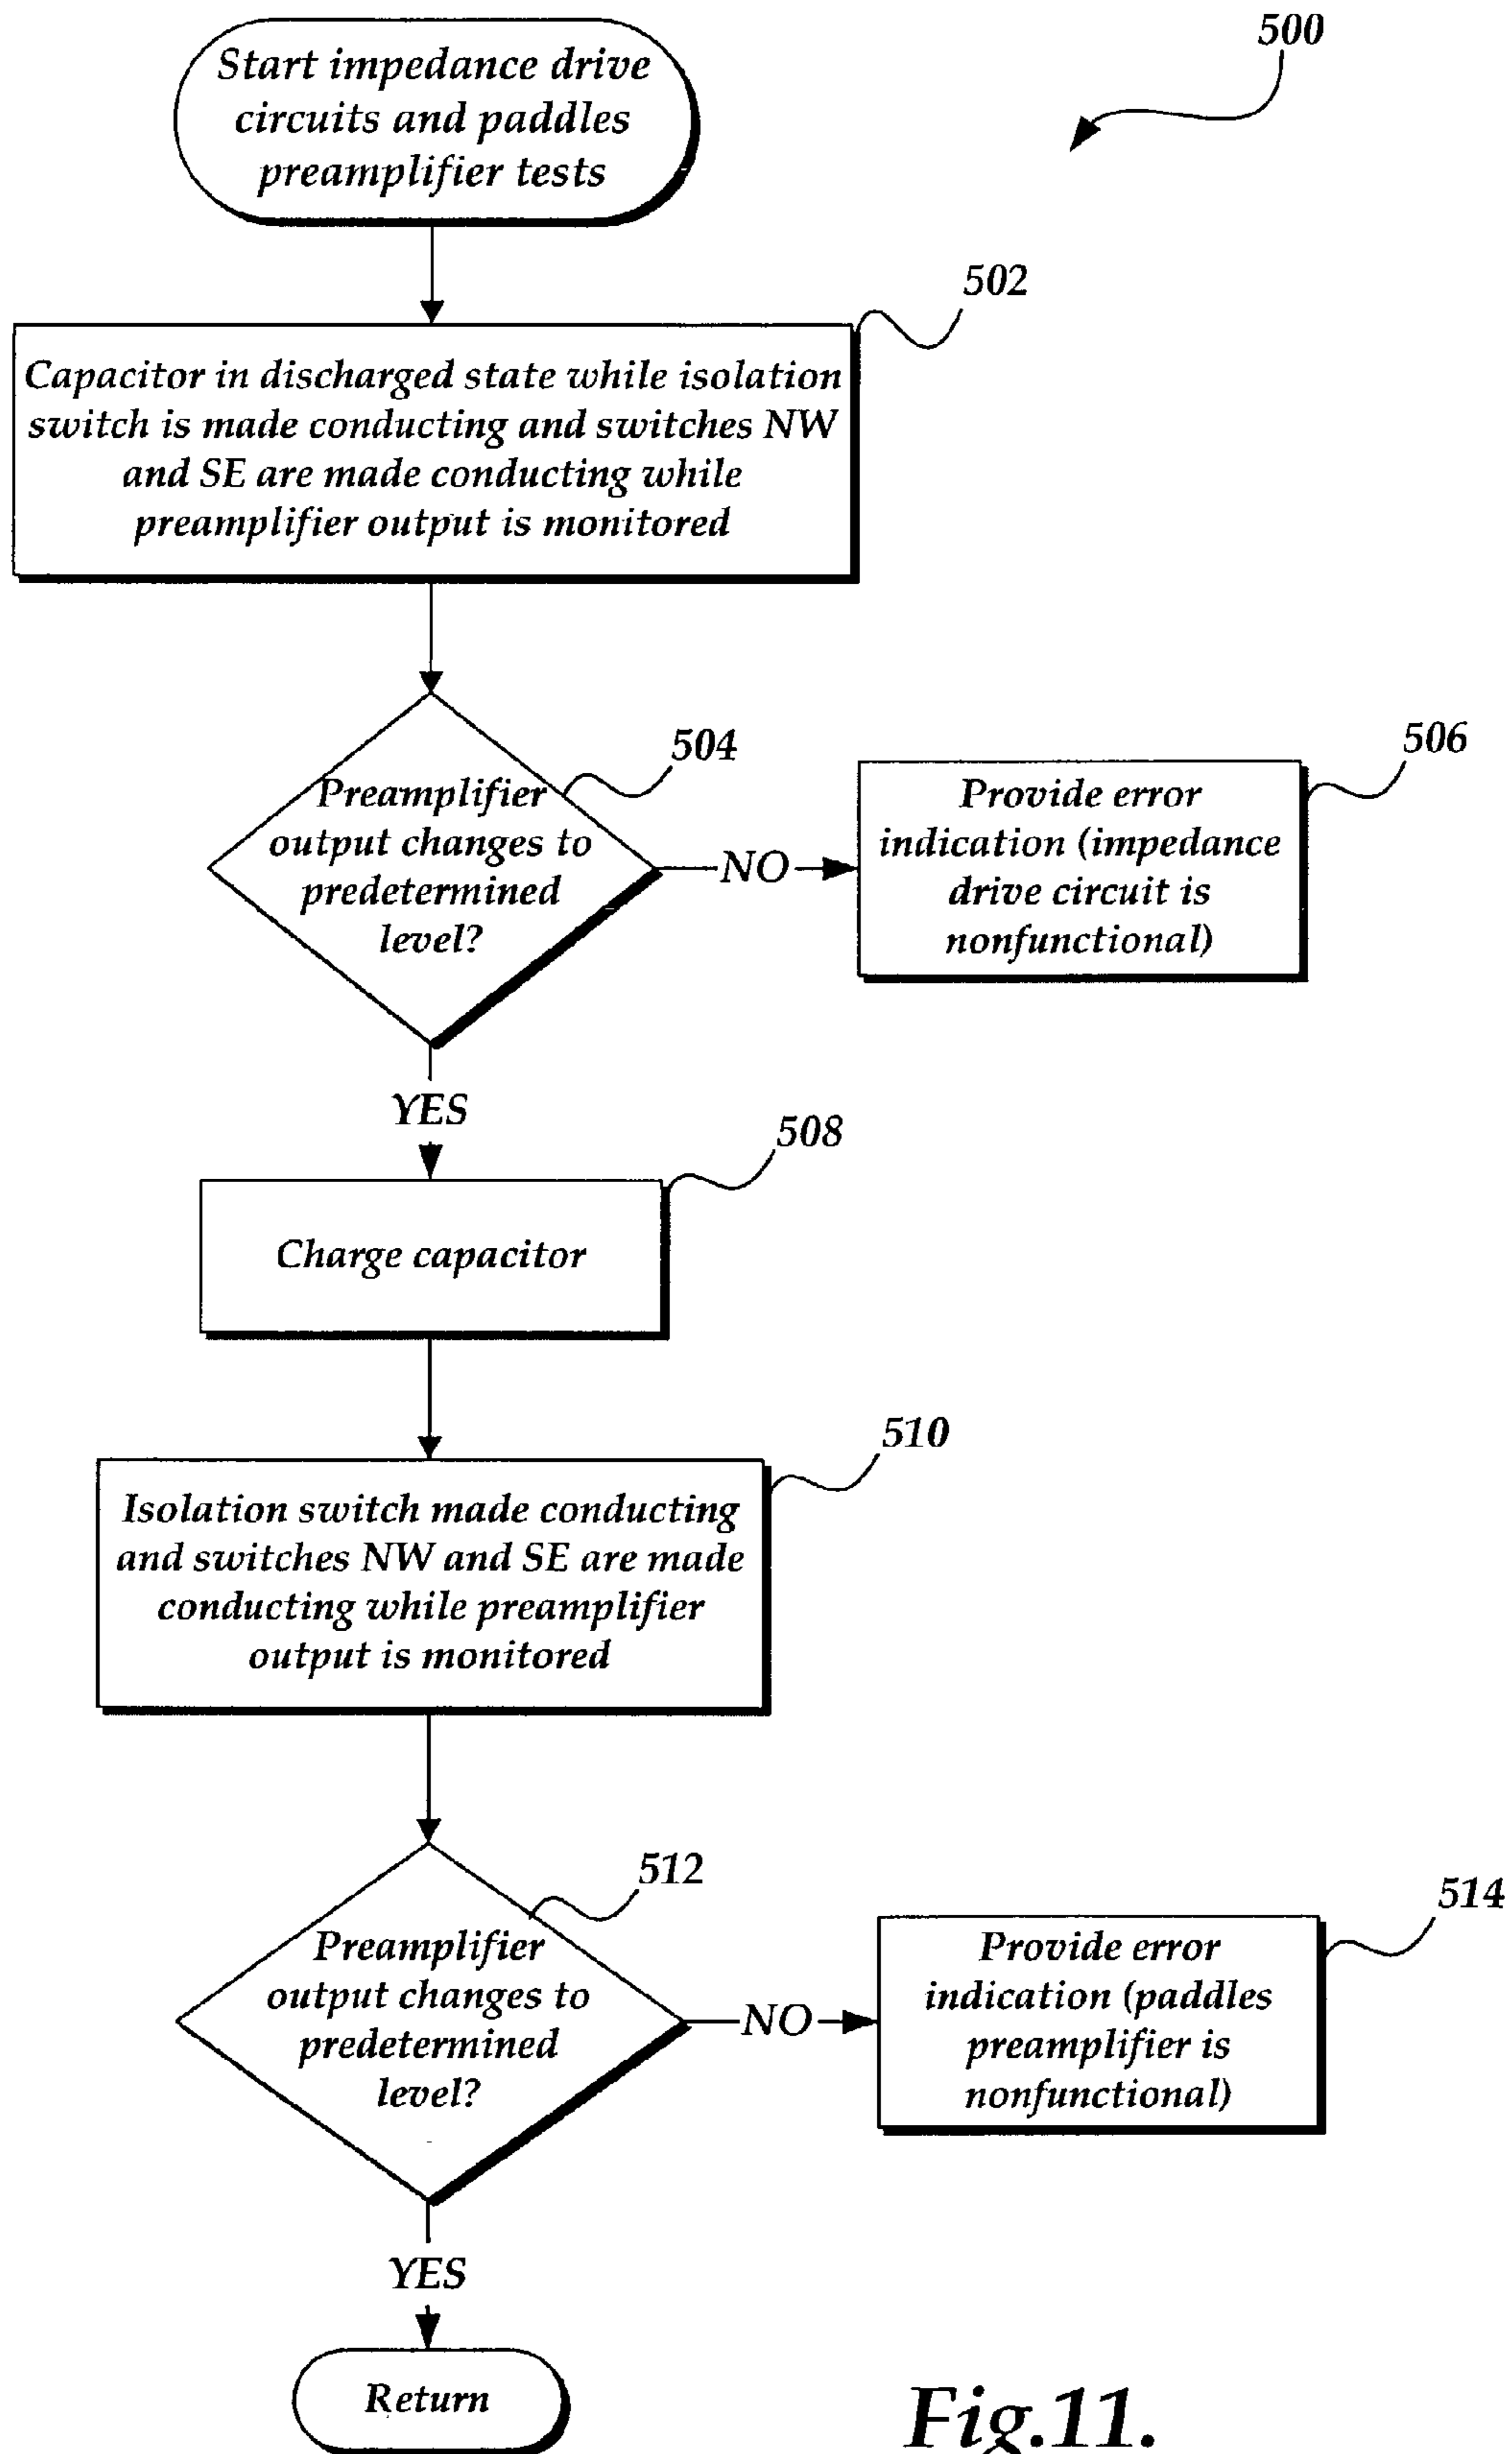 500
Start impedance drive
circuits and paddles
preamplifier tests
502
Capacitor in discharged state while isolation
switch is made conducting and switches NW
and SE are made conducting while
preamplifier output is monitored
504
Preamplifier
output changes to
predetermined
level?
NO
506
Provide error
indication (impedance
drive circuit is
nonfunctional)
YES
508
Charge capacitor
510
Isolation switch made conducting
and switches NW and SE are made
conducting while preamplifier
output is monitored
512
Preamplifier
output changes to
predetermined
level?
NO
514
Provide error
indication (paddles
preamplifier is
nonfunctional)
YES
Return
Fig.11.